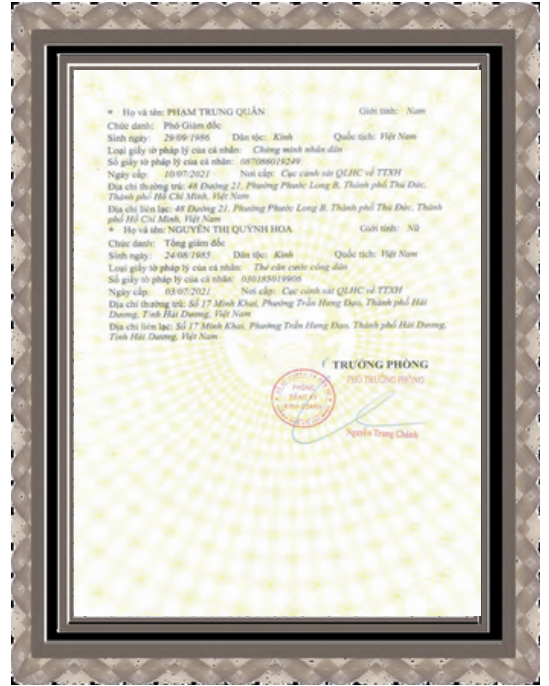 * Họ và tên: PHẠM TRUNG QUÂN Giới tính: Nam
Chức danh: Phó Giám đốc
Sinh ngày: 29/09/1986 Dân tộc: Kinh Quốc tịch: Việt Nam
Loại giấy tờ pháp lý của cá nhân: Chứng minh nhân dân
Số giấy tờ pháp lý của cá nhân: 087086019249
Ngày cấp: 10/07/2021 Nơi cấp: Cục cảnh sát QLHC về TTXH
Địa chỉ thường trú: 48 Đường 21, Phường Phước Long B, Thành phố Thủ Đức,
Thành phố Hồ Chí Minh, Việt Nam
Địa chỉ liên lạc: 48 Đường 21, Phường Phước Long B, Thành phố Thủ Đức, Thành
phố Hồ Chí Minh, Việt Nam
* Họ và tên: NGUYỄN THỊ QUỲNH HOA Giới tính: Nữ
Chức danh: Tổng giám đốc
Sinh ngày: 24/08/1985 Dân tộc: Kinh Quốc tịch: Việt Nam
Loại giấy tờ pháp lý của cá nhân: Thẻ căn cước công dân
Số giấy tờ pháp lý của cá nhân: 030185019906
Ngày cấp: 03/07/2021 Nơi cấp: Cục cảnh sát QLHC về TTXH
Địa chỉ thường trú: Số 17 Minh Khai, Phường Trần Hưng Đạo, Thành phố Hải
Dương, Tỉnh Hải Dương, Việt Nam
Địa chỉ liên lạc: Số 17 Minh Khai, Phường Trần Hưng Đạo, Thành phố Hải Dương,
Tỉnh Hải Dương, Việt Nam
TRƯỞNG PHÒNG
PHÓ TRƯỞNG PHÒNG
PHÒNG
ĐĂNG KÝ
KINH DOANH
Nguyễn Trung Chánh